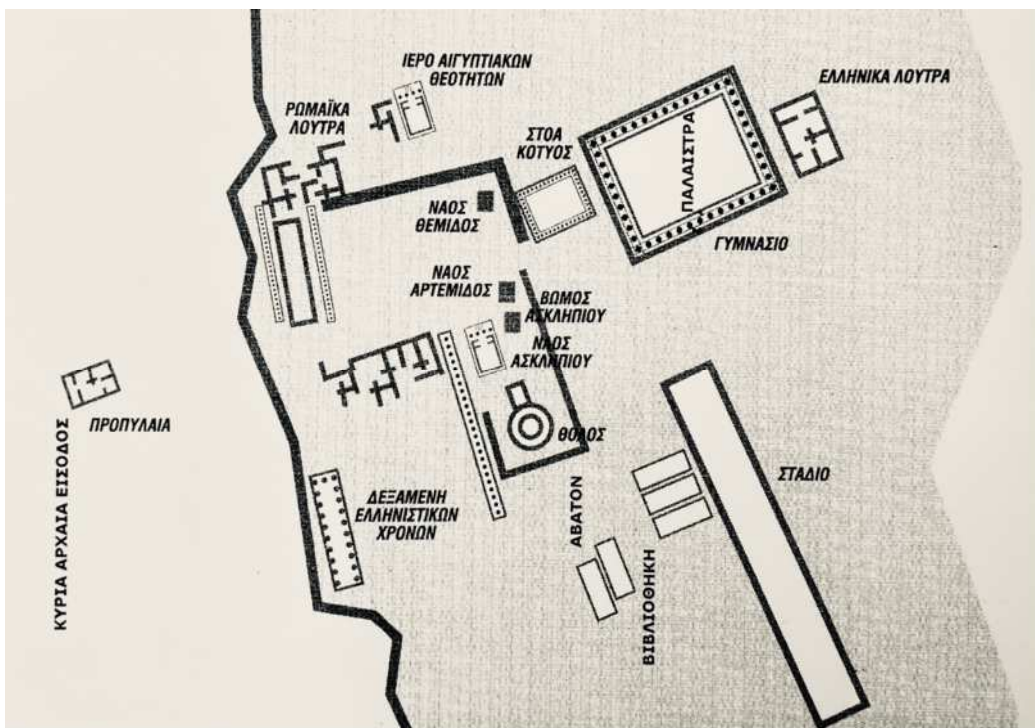 ΙΕΡΟ ΑΙΓΥΠΤΙΑΚΩΝ
ΘΕΟΤΗΤΩΝ
ΕΛΛΗΝΙΚΑ ΛΟΥΤΡΑ
ΡΩΜΑΪΚΑ
ΛΟΥΤΡΑ
ΣΤΟΑ
ΚΟΤΥΟΣ
ΠΑΛΑΙΣΤΡΑ
ΝΑΟΣ
ΘΕΜΙΔΟΣ
ΓΥΜΝΑΣΙΟ
ΝΑΟΣ
ΑΡΤΕΜΙΔΟΣ
ΒΩΜΟΣ
ΑΣΚΛΗΠΙΟΥ
ΝΑΟΣ
ΑΣΚΛΗΠΙΟΥ
ΠΡΟΠΥΛΑΙΑ
ΚΥΡΙΑ ΑΡΧΑΙΑ ΕΙΣΟΔΟΣ
ΘΟΛΟΣ
ΣΤΑΔΙΟ
ΔΕΞΑΜΕΝΗ
ΕΛΛΗΝΙΣΤΙΚΩΝ
ΧΡΟΝΩΝ
ΑΒΑΤΟΝ
ΒΙΒΛΙΟΘΗΚΗ